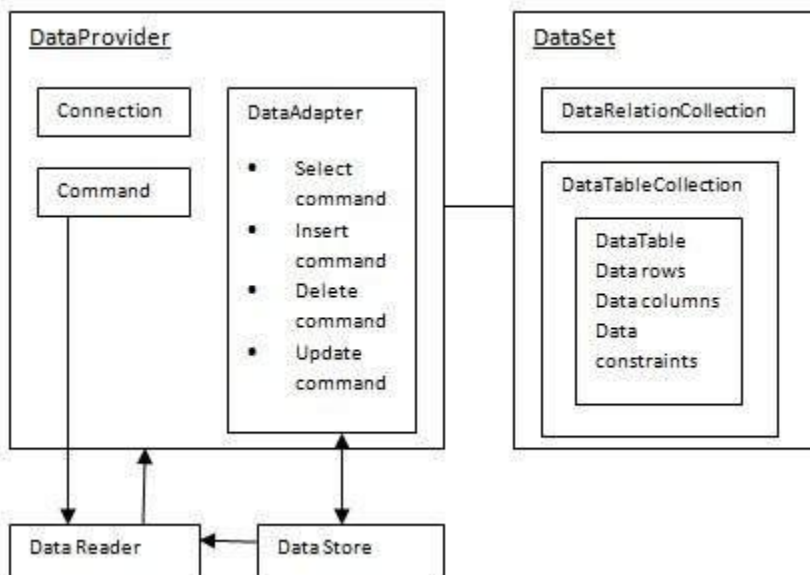 DataProvider
Connection
Command
DataAdapter
• Select
command
• Insert
command
• Delete
command
• Update
command
DataSet
DataRelationCollection
DataTableCollection
DataTable
Data rows
Data columns
Data
constraints
Data Reader
Data Store